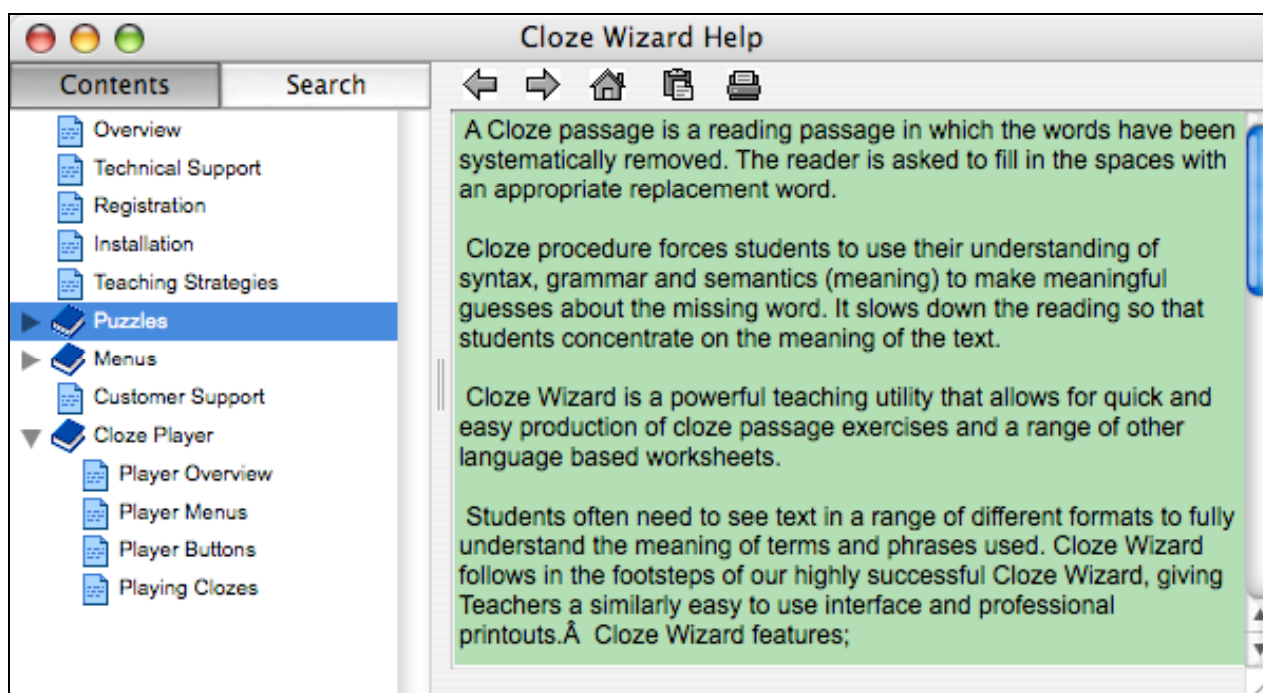 Cloze Wizard Help
Contents
Search
Overview
Technical Support
Registration
Installation
Teaching Strategies
Puzzles
Menus
Customer Support
Cloze Player
Player Overview
Player Menus
Player Buttons
Playing Clozes
A Cloze passage is a reading passage in which the words have been
systematically removed. The reader is asked to fill in the spaces with
an appropriate replacement word.
Cloze procedure forces students to use their understanding of
syntax, grammar and semantics (meaning) to make meaningful
guesses about the missing word. It slows down the reading so that
students concentrate on the meaning of the text.
Cloze Wizard is a powerful teaching utility that allows for quick and
easy production of cloze passage exercises and a range of other
language based worksheets.
Students often need to see text in a range of different formats to fully
understand the meaning of terms and phrases used. Cloze Wizard
follows in the footsteps of our highly successful Cloze Wizard, giving
Teachers a similarly easy to use interface and professional
printouts.Â  Cloze Wizard features;